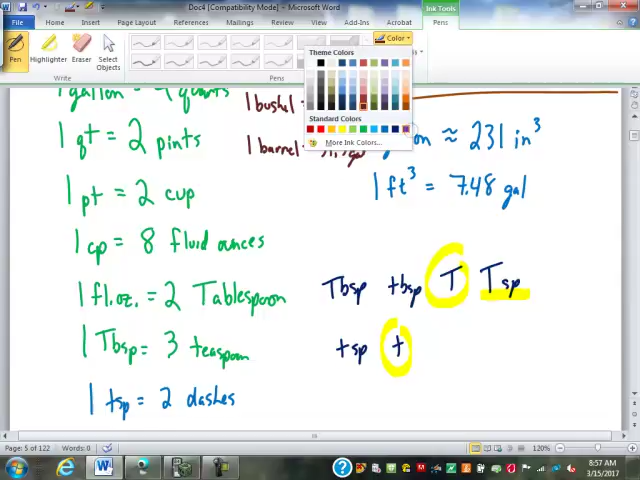 Doc4 [Compatibility Mode] - Microsoft Word
Ink Tools
File Home Insert Page Layout References Mailings Review View Add-Ins Acrobat Pens
Pen Highlighter Eraser Select Objects
Color
Write
Pens
Theme Colors
Standard Colors
More Ink Colors...
1 gallon = 4 quarts
1 bushel
1 qt = 2 pints
1 barrel =
≈ 231 in³
1 pt = 2 cup
1 ft³ = 7.48 gal
1 cp = 8 fluid ounces
1 fl.oz. = 2 Tablespoon
Tbsp tbsp T Tsp
1 Tbsp = 3 teaspoon
tsp t
1 tsp = 2 dashes
Page: 5 of 122 Words: 0
120%
8:57 AM
3/15/2017